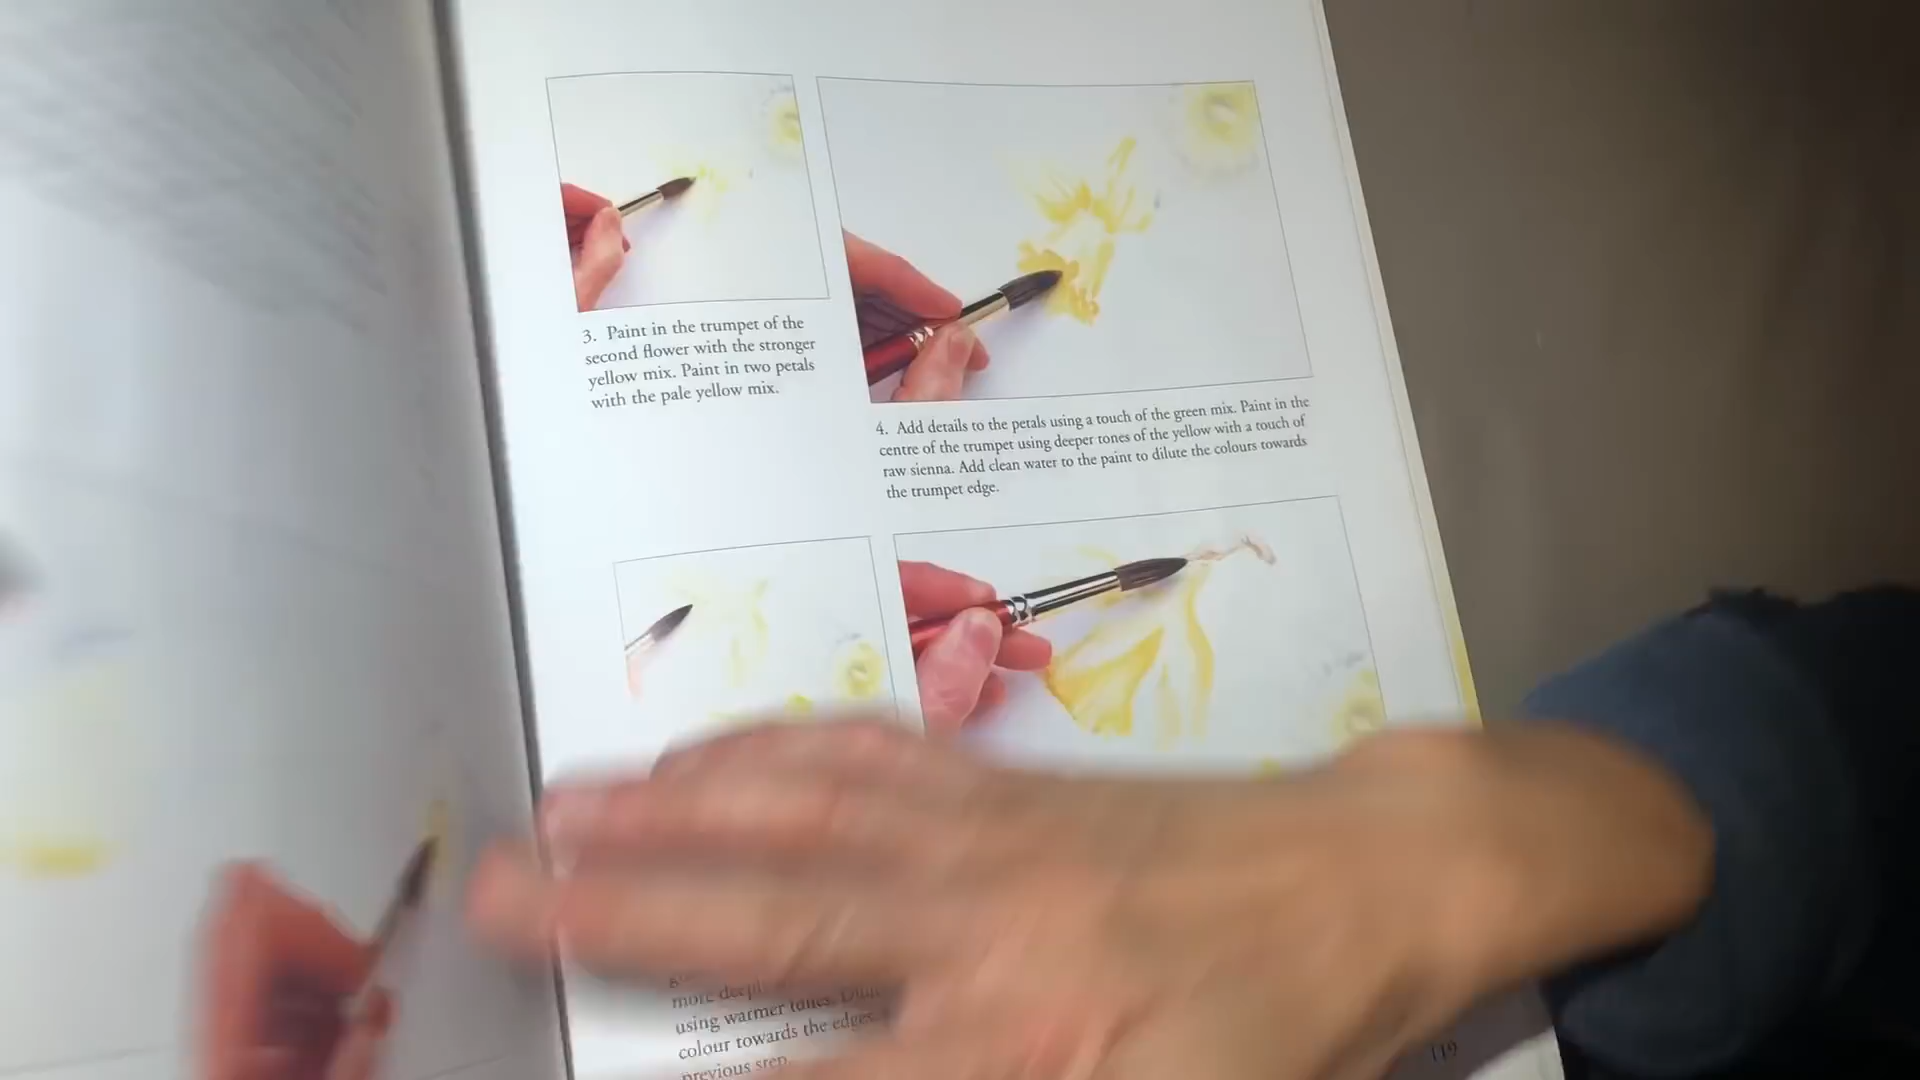 3. Paint in the trumpet of the
second flower with the stronger
yellow mix. Paint in two petals
with the pale yellow mix.
4. Add details to the petals using a touch of the green mix. Paint in the
centre of the trumpet using deeper tones of the yellow with a touch of
raw sienna. Add clean water to the paint to dilute the colours towards
the trumpet edge.
more deeply
using warmer tones.
colour towards the edges
previous step.
119